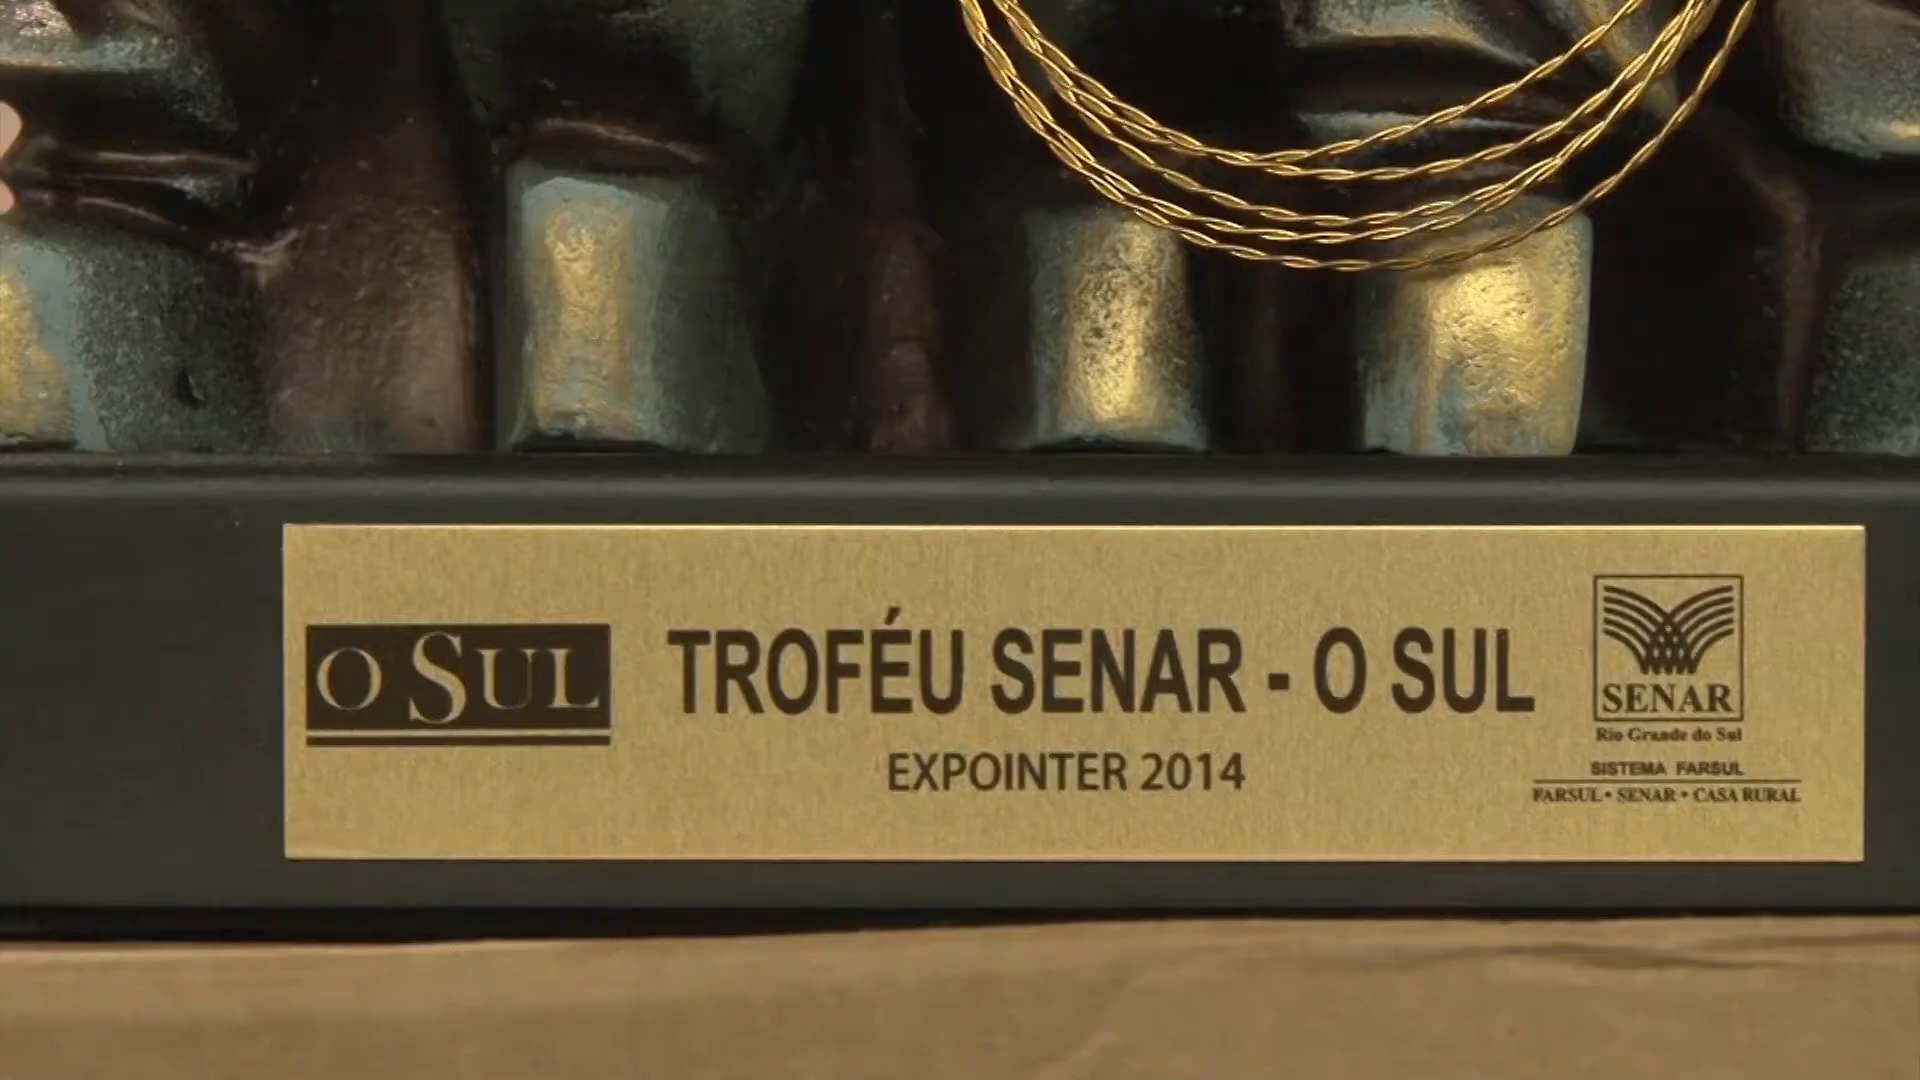 O SUL
TROFÉU SENAR - O SUL
EXPOINTER 2014
SENAR
Rio Grande do Sul
SISTEMA FARSUL
FARSUL • SENAR • CASA RURAL